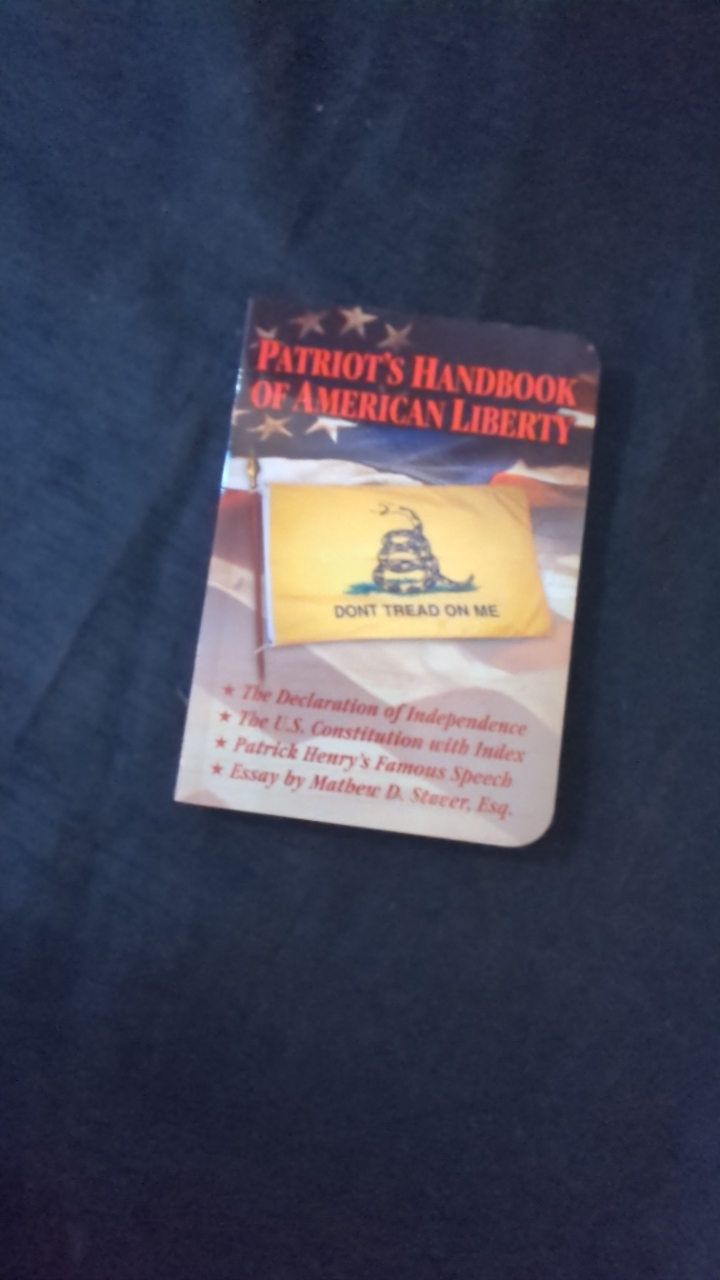 PATRIOT'S HANDBOOK
OF AMERICAN LIBERTY
DONT TREAD ON ME
★ The Declaration of Independence
★ The U.S. Constitution with Index
★ Patrick Henry's Famous Speech
★ Essay by Mathew D. Staver, Esq.